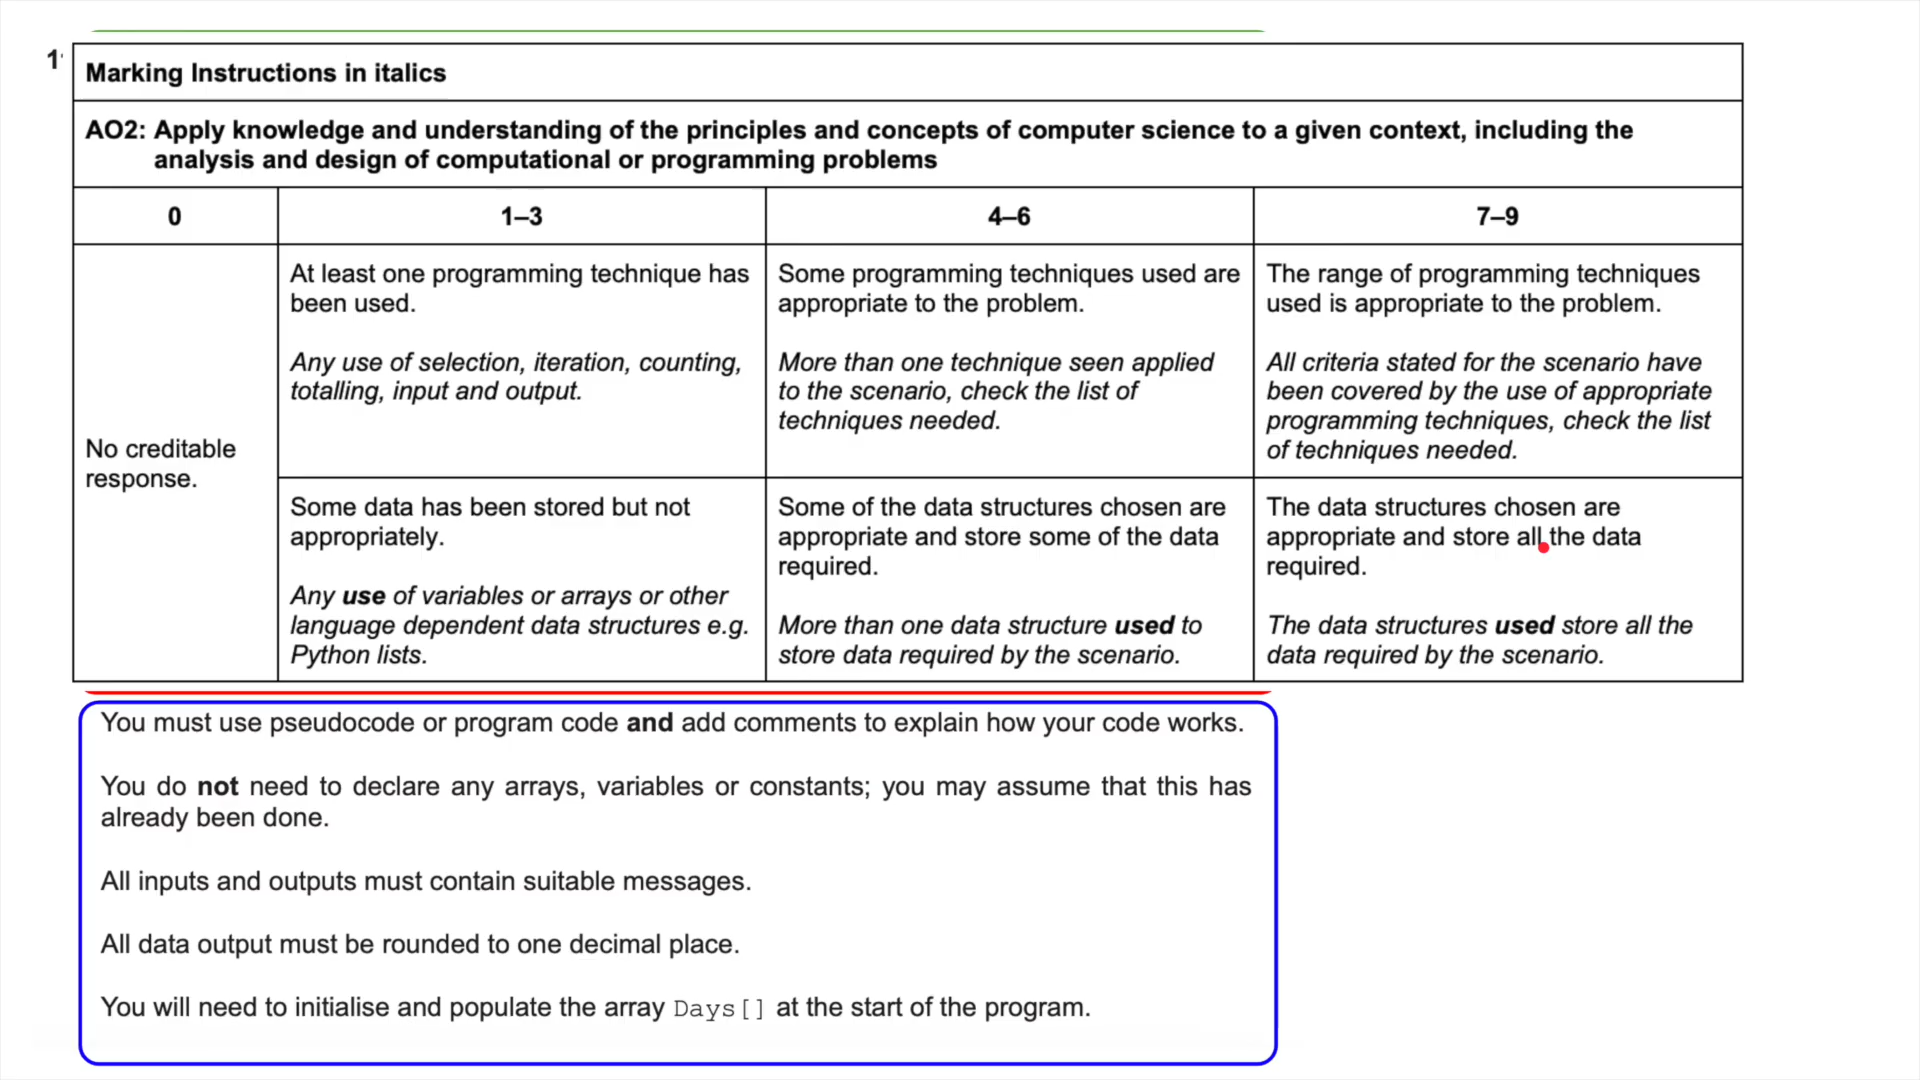 1
Marking Instructions in italics
AO2: Apply knowledge and understanding of the principles and concepts of computer science to a given context, including the
analysis and design of computational or programming problems
0
1–3
4–6
7–9
No creditable
response.
At least one programming technique has
been used.
Any use of selection, iteration, counting,
totalling, input and output.
Some programming techniques used are
appropriate to the problem.
More than one technique seen applied
to the scenario, check the list of
techniques needed.
The range of programming techniques
used is appropriate to the problem.
All criteria stated for the scenario have
been covered by the use of appropriate
programming techniques, check the list
of techniques needed.
Some data has been stored but not
appropriately.
Any use of variables or arrays or other
language dependent data structures e.g.
Python lists.
Some of the data structures chosen are
appropriate and store some of the data
required.
More than one data structure used to
store data required by the scenario.
The data structures chosen are
appropriate and store all the data
required.
The data structures used store all the
data required by the scenario.
You must use pseudocode or program code and add comments to explain how your code works.
You do not need to declare any arrays, variables or constants; you may assume that this has
already been done.
All inputs and outputs must contain suitable messages.
All data output must be rounded to one decimal place.
You will need to initialise and populate the array Days[] at the start of the program.